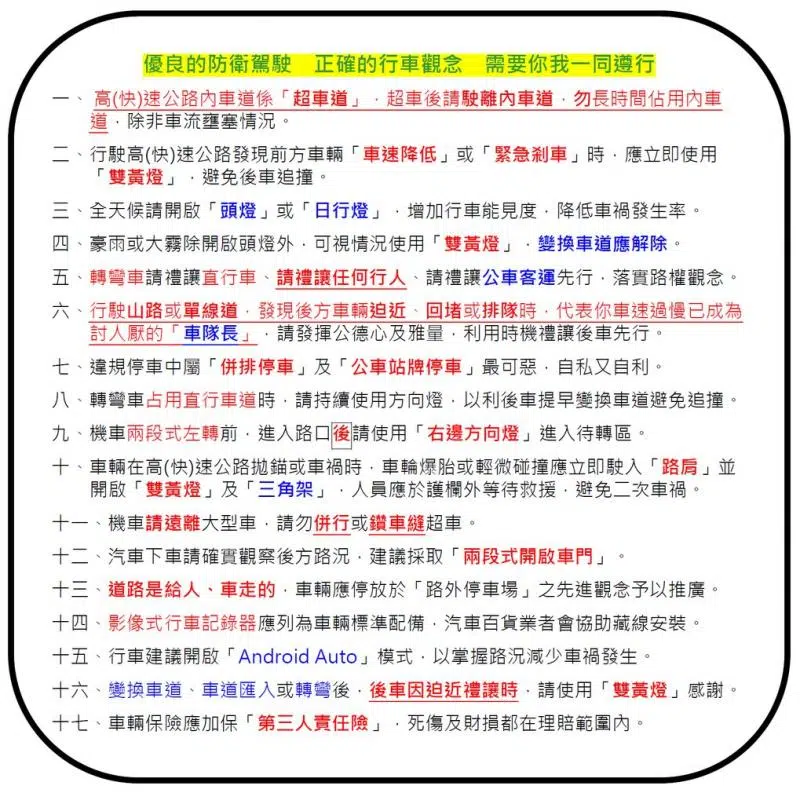 優良的防衛駕駛　正確的行車觀念　需要你我一同遵行
一、高(快)速公路內車道係「超車道」，超車後請駛離內車道，勿長時間佔用內車
道，除非車流壅塞情況。
二、行駛高(快)速公路發現前方車輛「車速降低」或「緊急剎車」時，應立即使用
「雙黃燈」，避免後車追撞。
三、全天候請開啟「頭燈」或「日行燈」，增加行車能見度，降低車禍發生率。
四、豪雨或大霧除開啟頭燈外，可視情況使用「雙黃燈」，變換車道應解除。
五、轉彎車請禮讓直行車、請禮讓任何行人、請禮讓公車客運先行，落實路權觀念。
六、行駛山路或單線道，發現後方車輛迫近、回堵或排隊時，代表你車速過慢已成為
討人厭的「車隊長」，請發揮公德心及雅量，利用時機禮讓後車先行。
七、違規停車中屬「併排停車」及「公車站牌停車」最可惡，自私又自利。
八、轉彎車占用直行車道時，請持續使用方向燈，以利後車提早變換車道避免追撞。
九、機車兩段式左轉前，進入路口後請使用「右邊方向燈」進入待轉區。
十、車輛在高(快)速公路拋錨或車禍時，車輪爆胎或輕微碰撞應立即駛入「路肩」並
開啟「雙黃燈」及「三角架」，人員應於護欄外等待救援，避免二次車禍。
十一、機車請遠離大型車，請勿併行或鑽車縫超車。
十二、汽車下車請確實觀察後方路況，建議採取「兩段式開啟車門」。
十三、道路是給人、車走的，車輛應停放於「路外停車場」之先進觀念予以推廣。
十四、影像式行車記錄器應列為車輛標準配備，汽車百貨業者會協助藏線安裝。
十五、行車建議開啟「Android Auto」模式，以掌握路況減少車禍發生。
十六、變換車道、車道匯入或轉彎後，後車因迫近禮讓時，請使用「雙黃燈」感謝。
十七、車輛保險應加保「第三人責任險」，死傷及財損都在理賠範圍內。